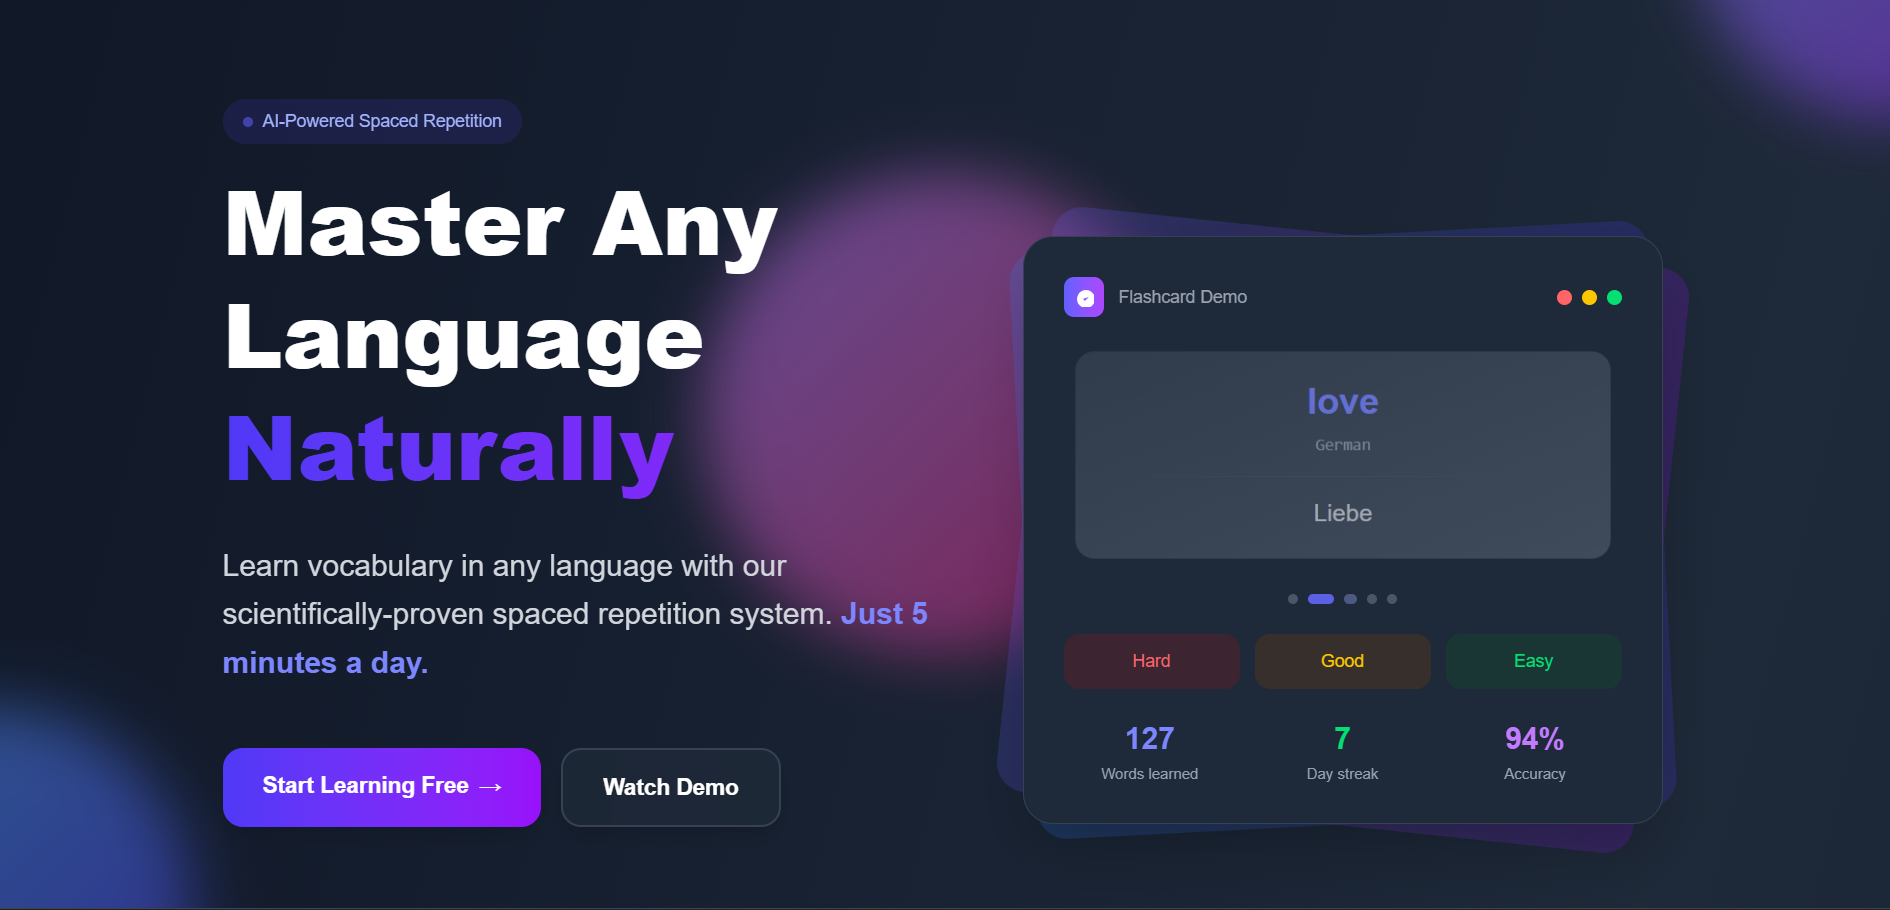 AI-Powered Spaced Repetition
Master Any
Language
Naturally
Learn vocabulary in any language with our
scientifically-proven spaced repetition system. Just 5
minutes a day.
Start Learning Free →
Watch Demo
Flashcard Demo
love
German
Liebe
Hard
Good
Easy
127
Words learned
7
Day streak
94%
Accuracy